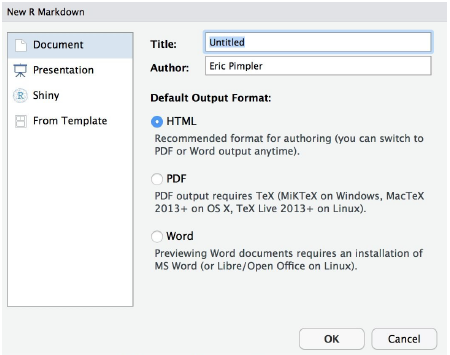 New R Markdown
Document
Presentation
Shiny
From Template
Title: Untitled
Author: Eric Pimpler
Default Output Format:
HTML
Recommended format for authoring (you can switch to
PDF or Word output anytime).
PDF
PDF output requires TeX (MiKTeX on Windows, MacTeX
2013+ on OS X, TeX Live 2013+ on Linux).
Word
Previewing Word documents requires an installation of
MS Word (or Libre/Open Office on Linux).
OK Cancel